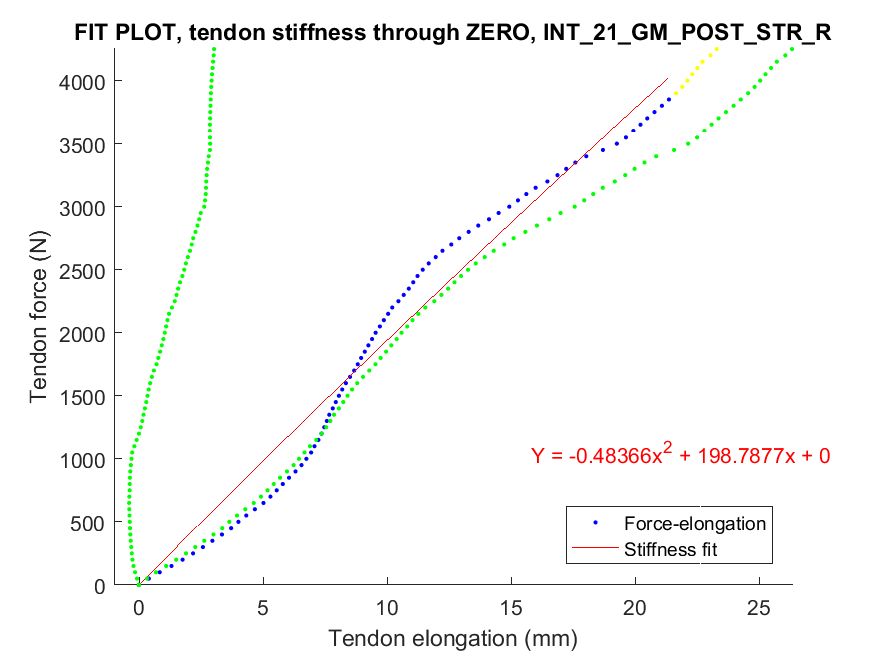 FIT PLOT, tendon stiffness through ZERO, INT_21_GM_POST_STR_R
Tendon force (N)
4000
3500
3000
2500
2000
1500
1000
500
0
Y = -0.48366x² + 198.7877x + 0
Force-elongation
Stiffness fit
0 5 10 15 20 25
Tendon elongation (mm)